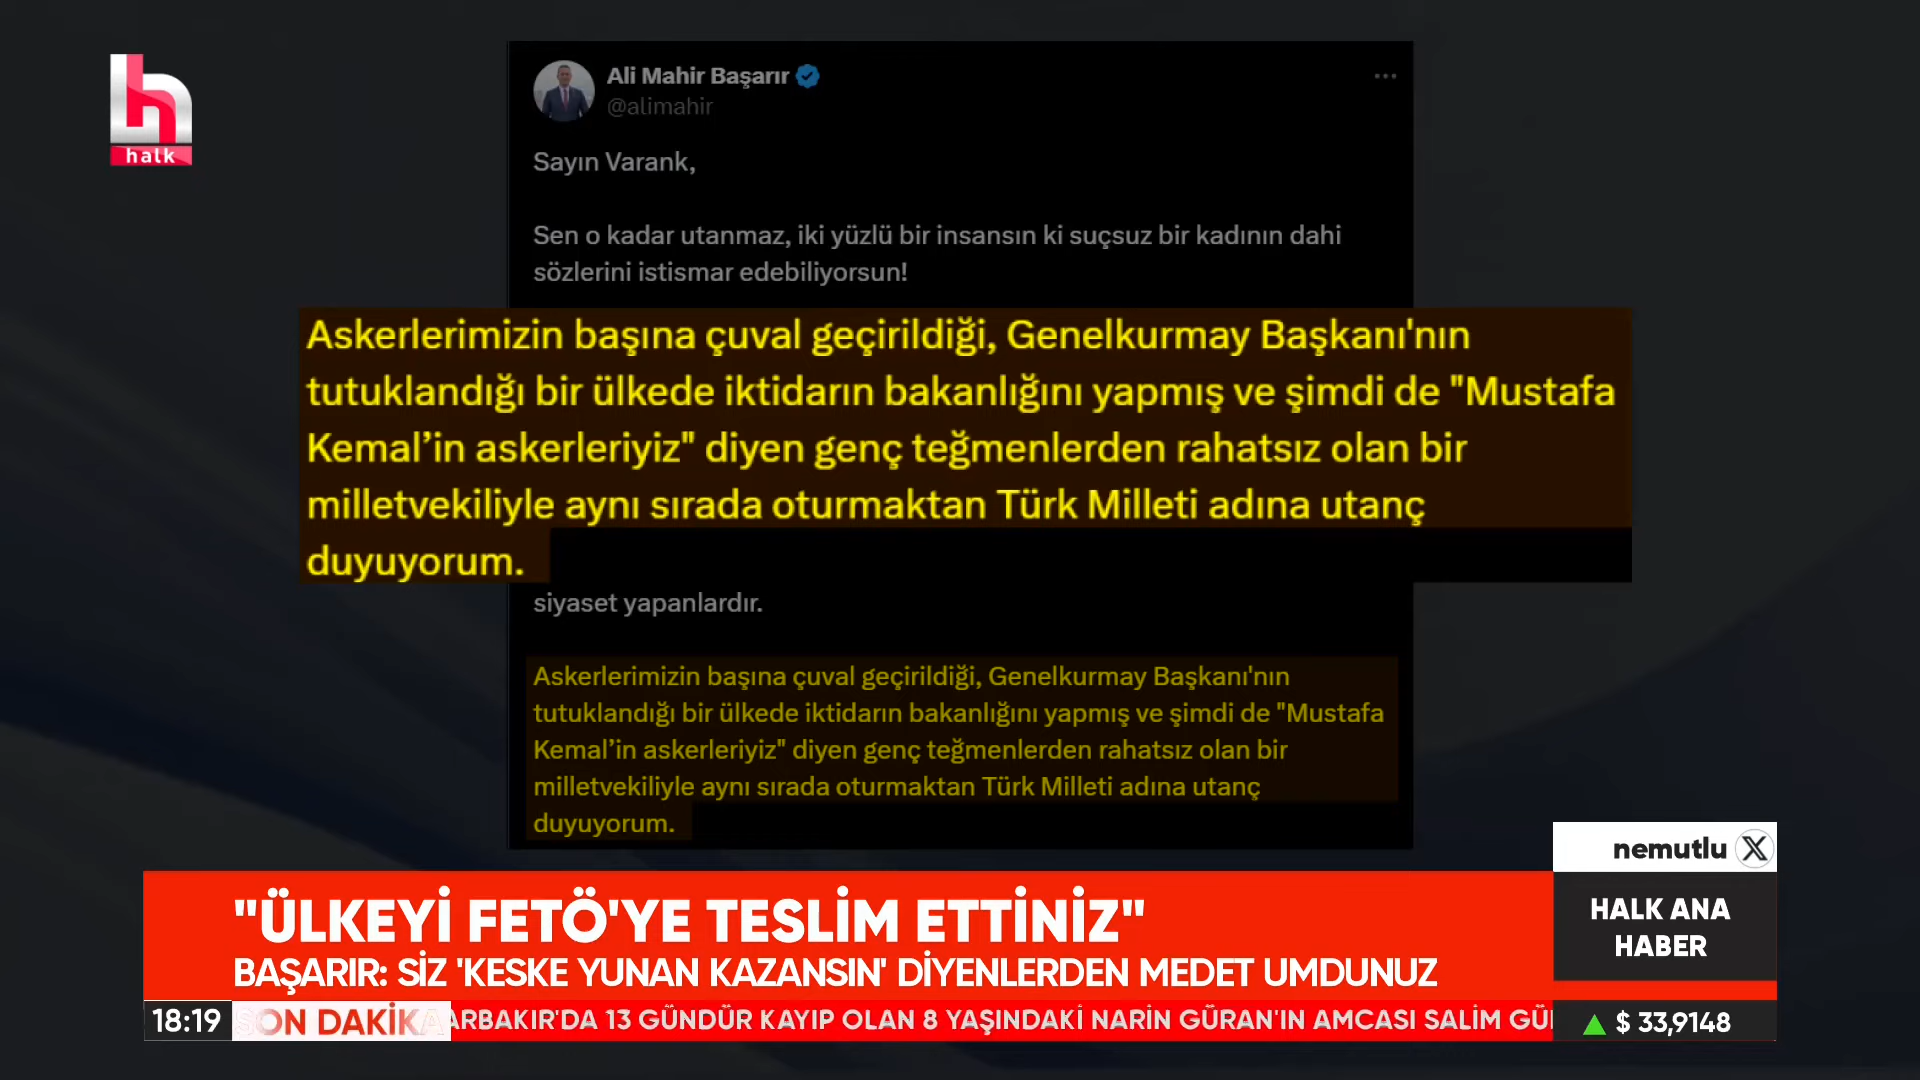 halk
Ali Mahir Başarır
@alimahir
Sayın Varank,
Sen o kadar utanmaz, iki yüzlü bir insansın ki suçsuz bir kadının dahi
sözlerini istismar edebiliyorsun!
Askerlerimizin başına çuval geçirildiği, Genelkurmay Başkanı'nın
tutuklandığı bir ülkede iktidarın bakanlığını yapmış ve şimdi de "Mustafa
Kemal’in askerleriyiz" diyen genç teğmenlerden rahatsız olan bir
milletvekiliyle aynı sırada oturmaktan Türk Milleti adına utanç
duyuyorum.
siyaset yapanlardır.
Askerlerimizin başına çuval geçirildiği, Genelkurmay Başkanı'nın
tutuklandığı bir ülkede iktidarın bakanlığını yapmış ve şimdi de "Mustafa
Kemal’in askerleriyiz" diyen genç teğmenlerden rahatsız olan bir
milletvekiliyle aynı sırada oturmaktan Türk Milleti adına utanç
duyuyorum.
nemutlu X
"ÜLKEYİ FETÖ'YE TESLİM ETTİNİZ"
BAŞARIR: SİZ 'KESKE YUNAN KAZANSIN' DİYENLERDEN MEDET UMDUNUZ
HALK ANA
HABER
18:19 SON DAKİKA ARBAKIR'DA 13 GÜNDÜR KAYIP OLAN 8 YAŞINDAKİ NARİN GÜRAN'IN AMCASI SALİM GÜ
$ 33,9148